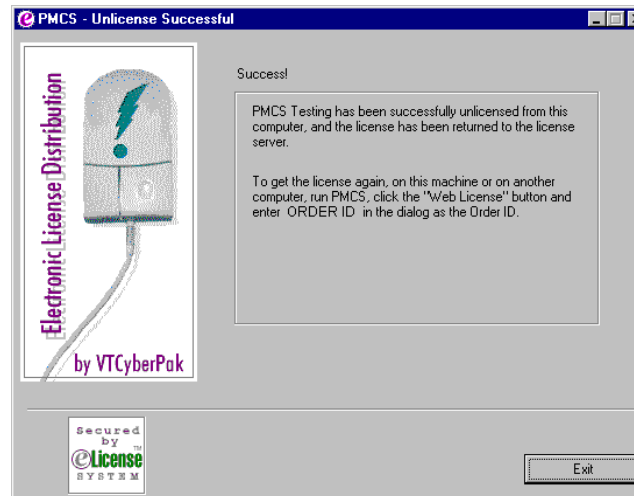 PMCS - Unlicense Successful
Electronic License Distribution
by VTCyberPak
Success!
PMCS Testing has been successfully unlicensed from this
computer, and the license has been returned to the license
server.
To get the license again, on this machine or on another
computer, run PMCS, click the "Web License" button and
enter ORDER ID in the dialog as the Order ID.
Secured
by
eLicense™
SYSTEM
Exit